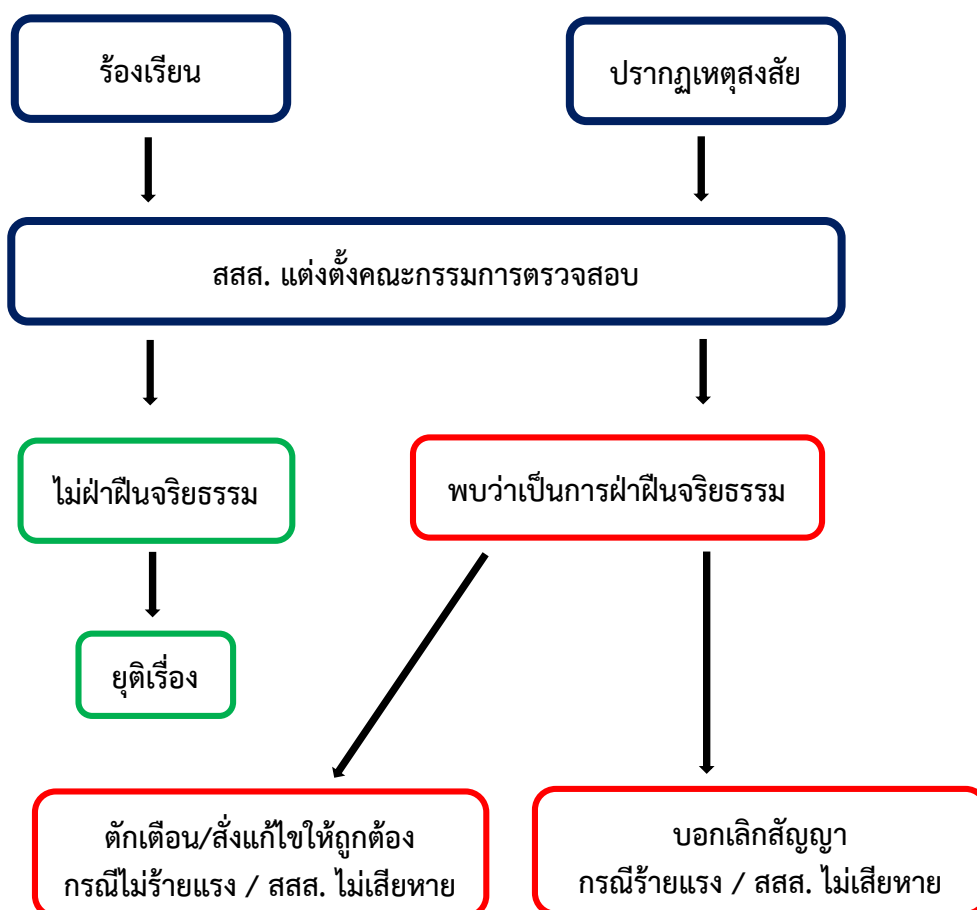 ร้องเรียน
ปรากฏเหตุสงสัย
สสส. แต่งตั้งคณะกรรมการตรวจสอบ
ไม่ฝ่าฝืนจริยธรรม
พบว่าเป็นการฝ่าฝืนจริยธรรม
ยุติเรื่อง
ตักเตือน/สั่งแก้ไขให้ถูกต้อง
กรณีไม่ร้ายแรง / สสส. ไม่เสียหาย
บอกเลิกสัญญา
กรณีร้ายแรง / สสส. ไม่เสียหาย